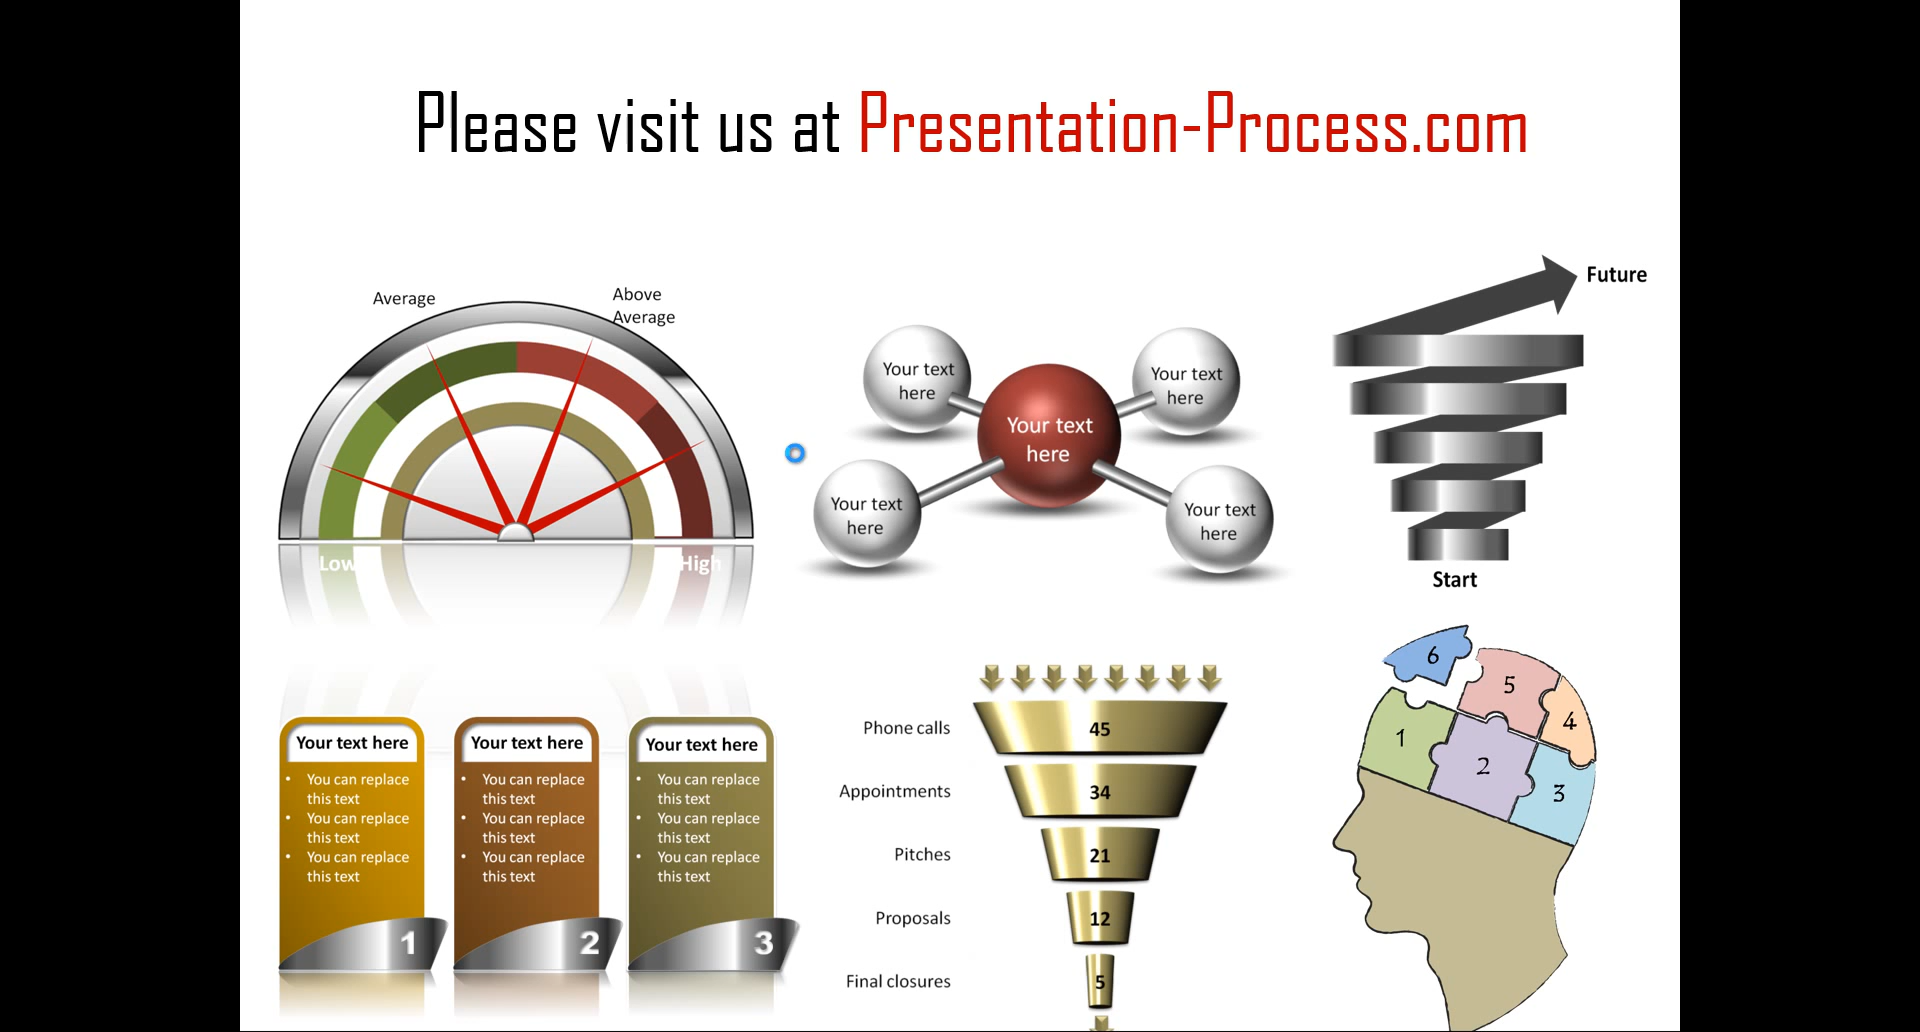 Please visit us at Presentation-Process.com
Average
Above
Average
Low
High
Your text
here
Your text
here
Your text
here
Your text
here
Your text
here
Future
Start
Your text here
• You can replace
this text
• You can replace
this text
• You can replace
this text
1
Your text here
• You can replace
this text
• You can replace
this text
• You can replace
this text
2
Your text here
• You can replace
this text
• You can replace
this text
• You can replace
this text
3
Phone calls 45
Appointments 34
Pitches 21
Proposals 12
Final closures 5
6
5
4
1
2
3